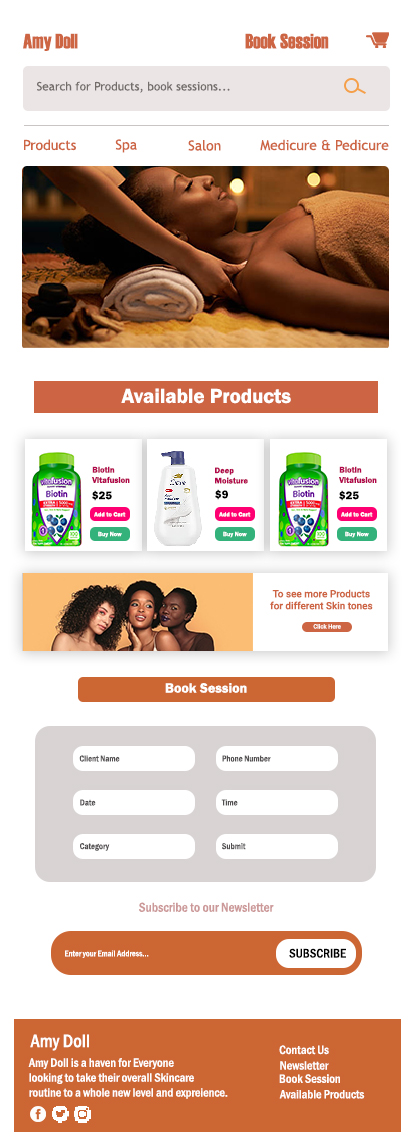 Amy Doll
Book Session
Search for Products, book sessions...
Products
Spa
Salon
Medicure & Pedicure
Available Products
vitafusion
Biotin
Biotin
Vitafusion
$25
Add to Cart
Buy Now
Dove
Deep
Moisture
$9
Add to Cart
Buy Now
vitafusion
Biotin
Biotin
Vitafusion
$25
Add to Cart
Buy Now
To see more Products
for different Skin tones
Click Here
Book Session
Client Name
Phone Number
Date
Time
Category
Submit
Subscribe to our Newsletter
Enter your Email Address...
SUBSCRIBE
Amy Doll
Amy Doll is a haven for Everyone
looking to take their overall Skincare
routine to a whole new level and expreience.
Contact Us
Newsletter
Book Session
Available Products